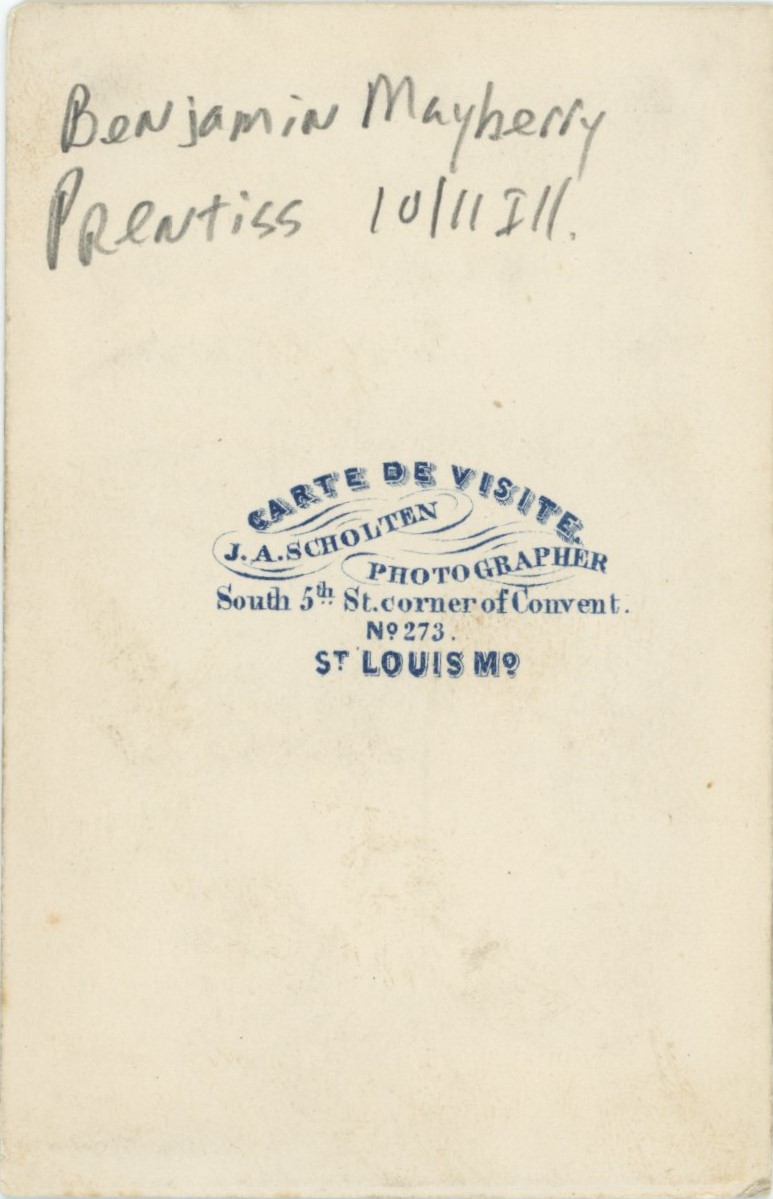 Benjamin Mayberry
Prentiss 10/11 Ill.
CARTE DE VISITE.
J. A. SCHOLTEN
PHOTOGRAPHER
South 5th St. corner of Convent.
Nº 273.
ST LOUIS Mº